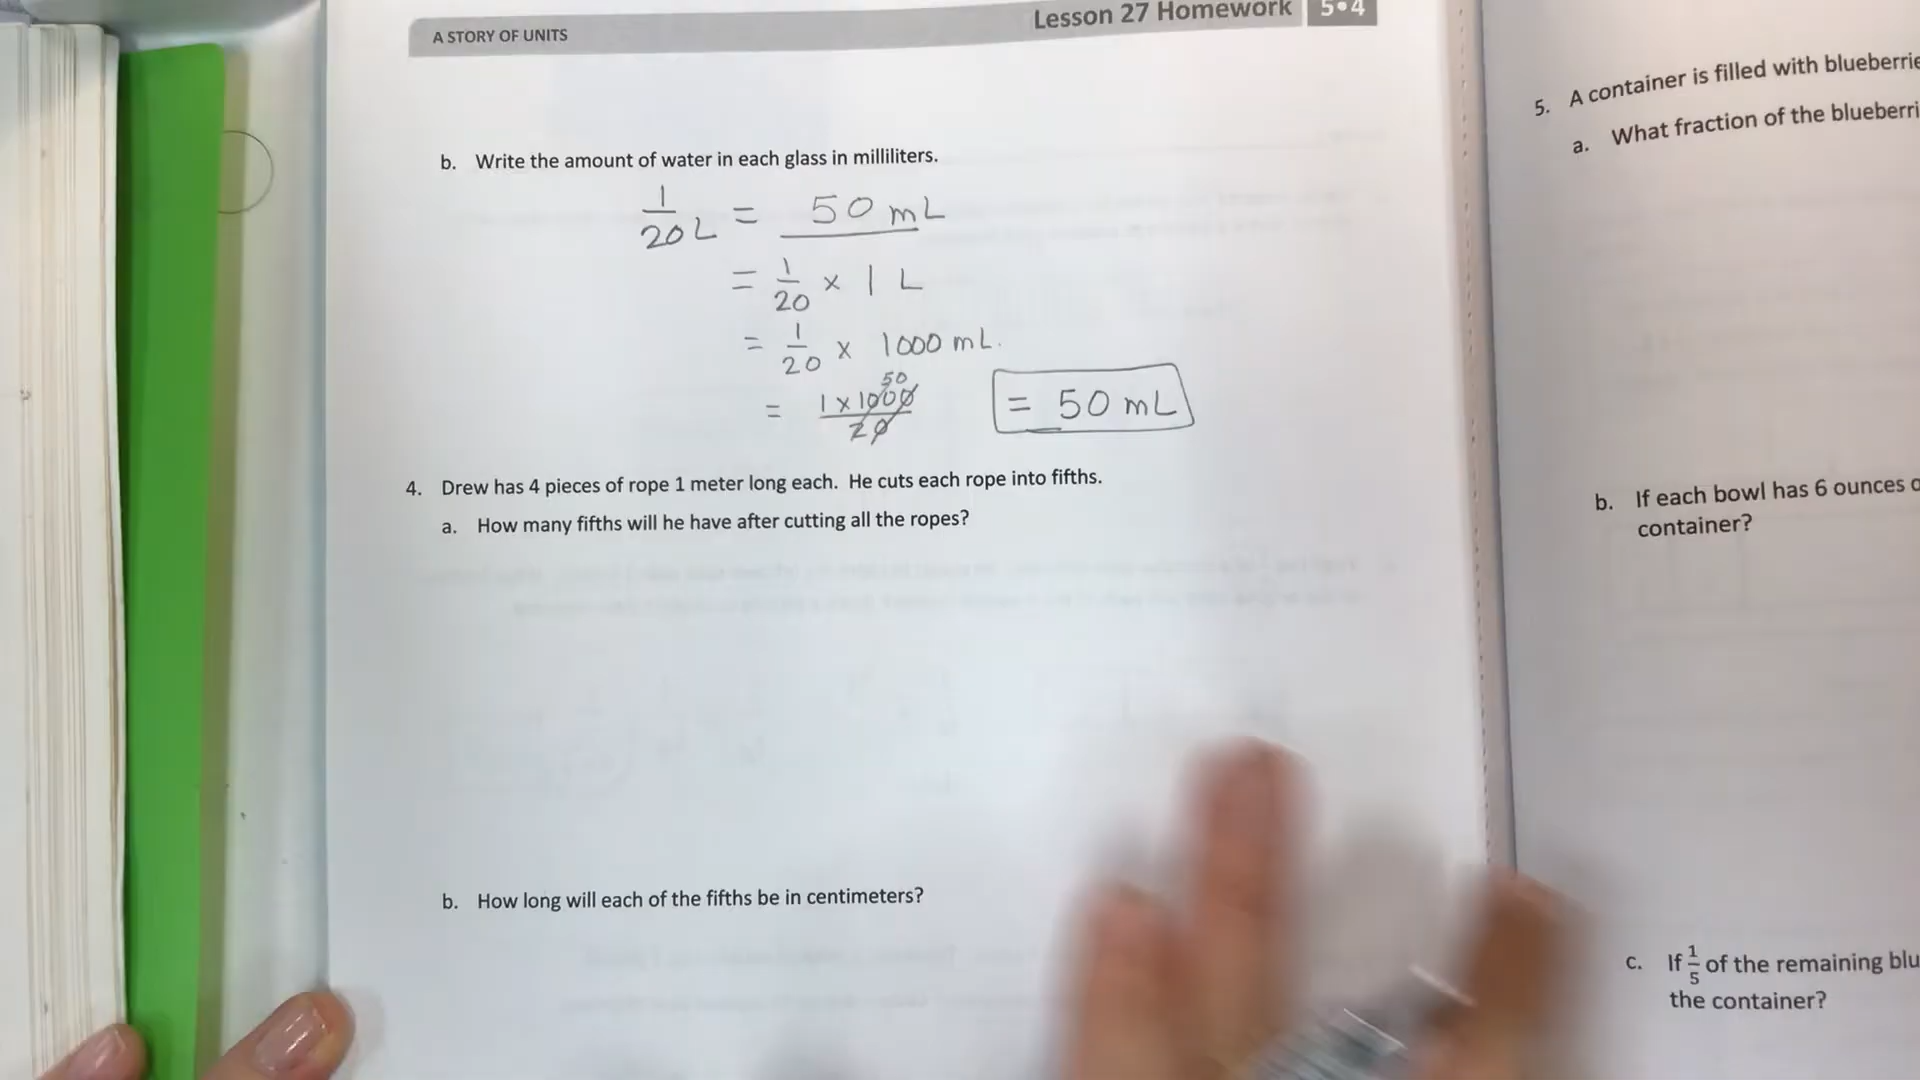 A STORY OF UNITS
Lesson 27 Homework 5•4
b. Write the amount of water in each glass in milliliters.
1/20 L = 50 mL
= 1/20 × 1 L
= 1/20 × 1000 mL.
50
= 1 × 1000/20 = 50 mL
4. Drew has 4 pieces of rope 1 meter long each. He cuts each rope into fifths.
a. How many fifths will he have after cutting all the ropes?
b. How long will each of the fifths be in centimeters?
5. A container is filled with
a. What fraction of the
b. If each bowl has 6 ounces
container?
c. If 1/5 of the remaining
the container?